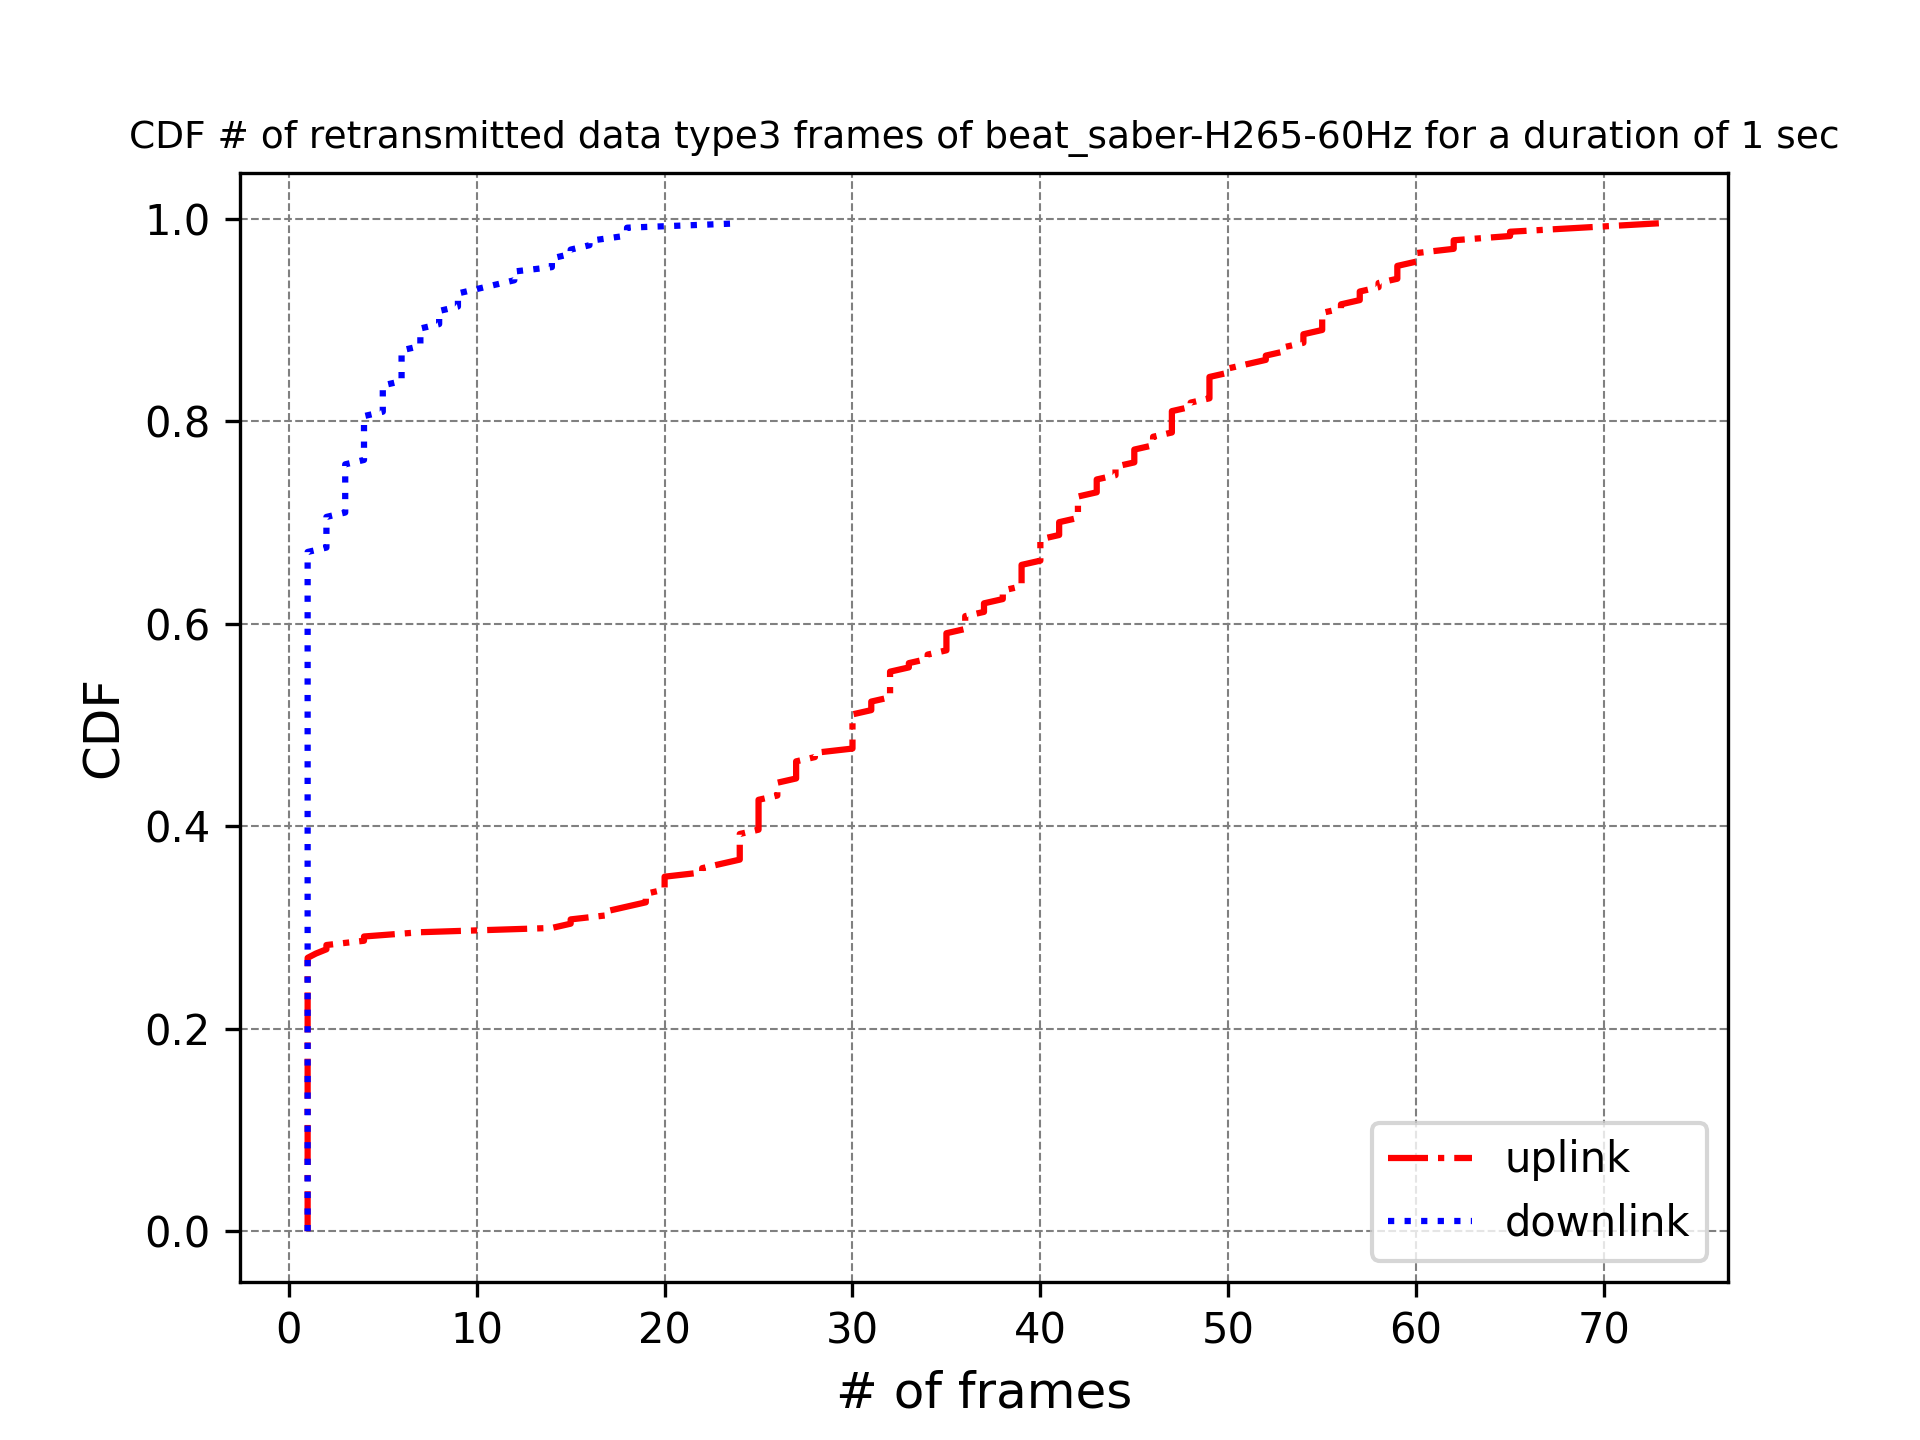 CDF # of retransmitted data type3 frames of beat_saber-H265-60Hz for a duration of 1 sec
1.0
0.8
0.6
0.4
0.2
0.0
CDF
0 10 20 30 40 50 60 70
# of frames
uplink
downlink